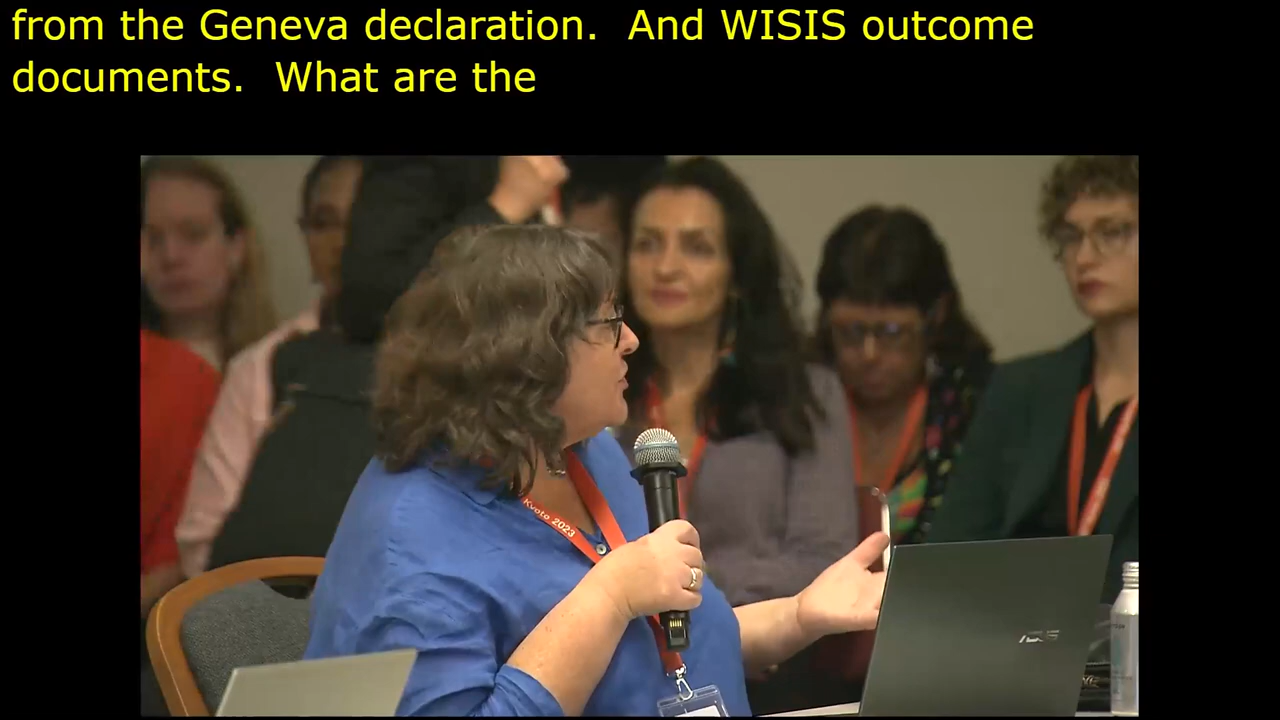 from the Geneva declaration.  And WISIS outcome
documents.  What are the
Kyoto 2023
ASUS